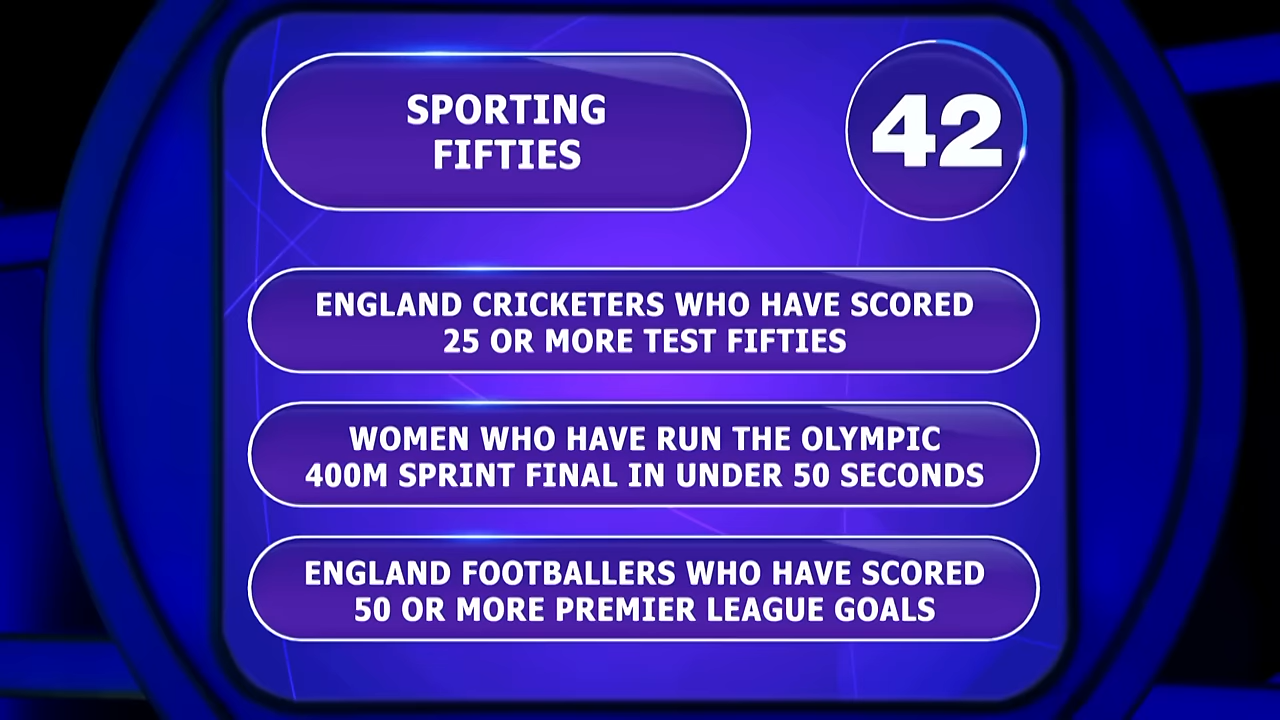 SPORTING
FIFTIES
42
ENGLAND CRICKETERS WHO HAVE SCORED
25 OR MORE TEST FIFTIES
WOMEN WHO HAVE RUN THE OLYMPIC
400M SPRINT FINAL IN UNDER 50 SECONDS
ENGLAND FOOTBALLERS WHO HAVE SCORED
50 OR MORE PREMIER LEAGUE GOALS